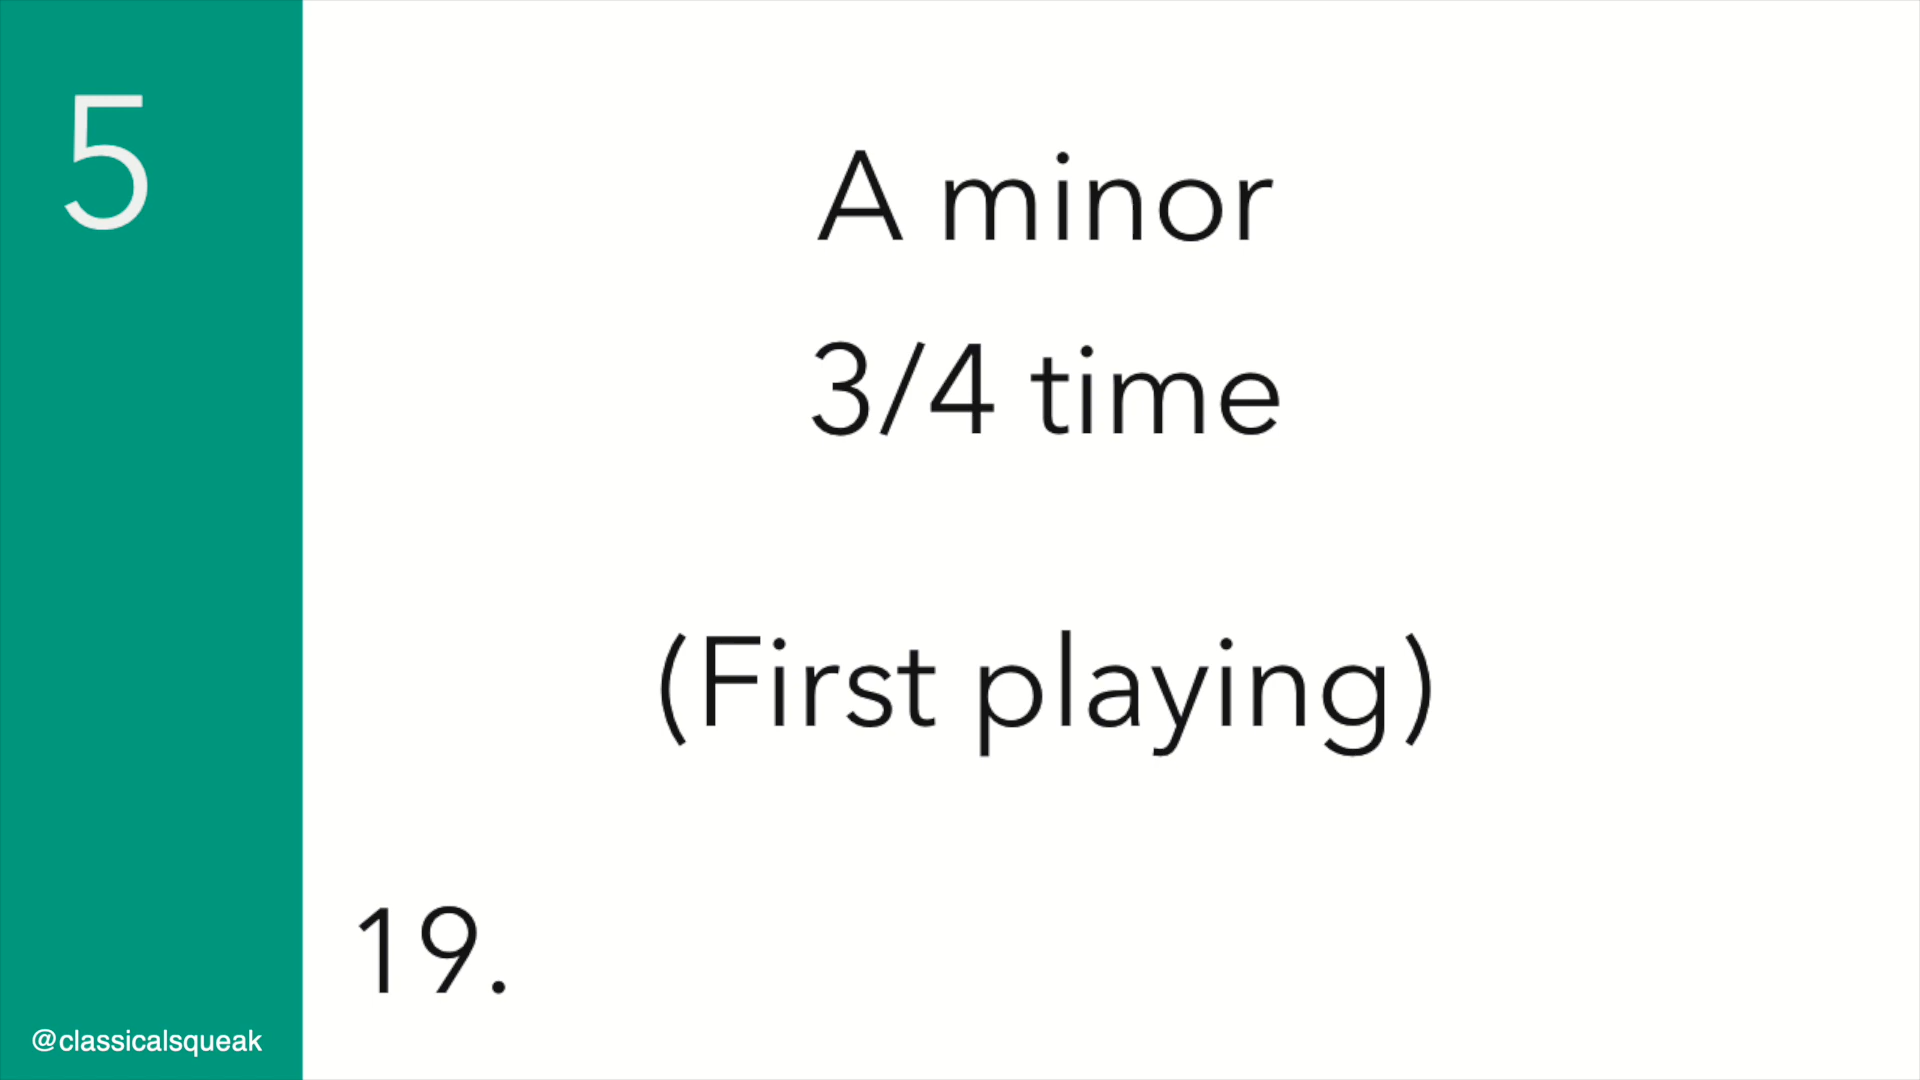 5
A minor
3/4 time
(First playing)
19.
@classicalsqueak